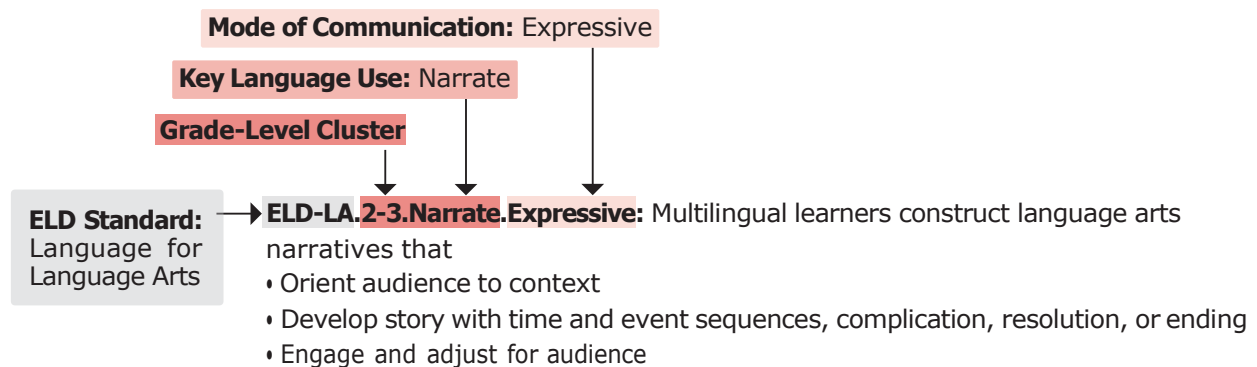 Mode of Communication: Expressive
Key Language Use: Narrate
Grade-Level Cluster
ELD Standard:
Language for
Language Arts
ELD-LA.2-3.Narrate.Expressive: Multilingual learners construct language arts
narratives that
• Orient audience to context
• Develop story with time and event sequences, complication, resolution, or ending
• Engage and adjust for audience